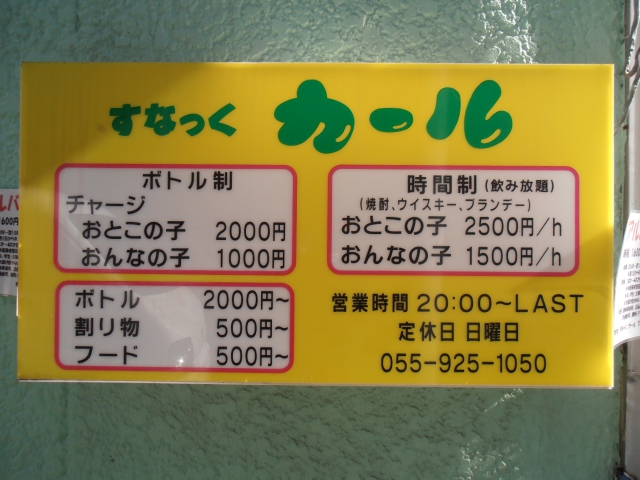 すなっく カール
ボトル制
チャージ
おとこの子 2000円
おんなの子 1000円
ボトル 2000円~
割り物 500円~
フード 500円~
時間制 (飲み放題)
(焼酎、ウイスキー、ブランデー)
おとこの子 2500円/h
おんなの子 1500円/h
営業時間 20:00~LAST
定休日 日曜日
055-925-1050